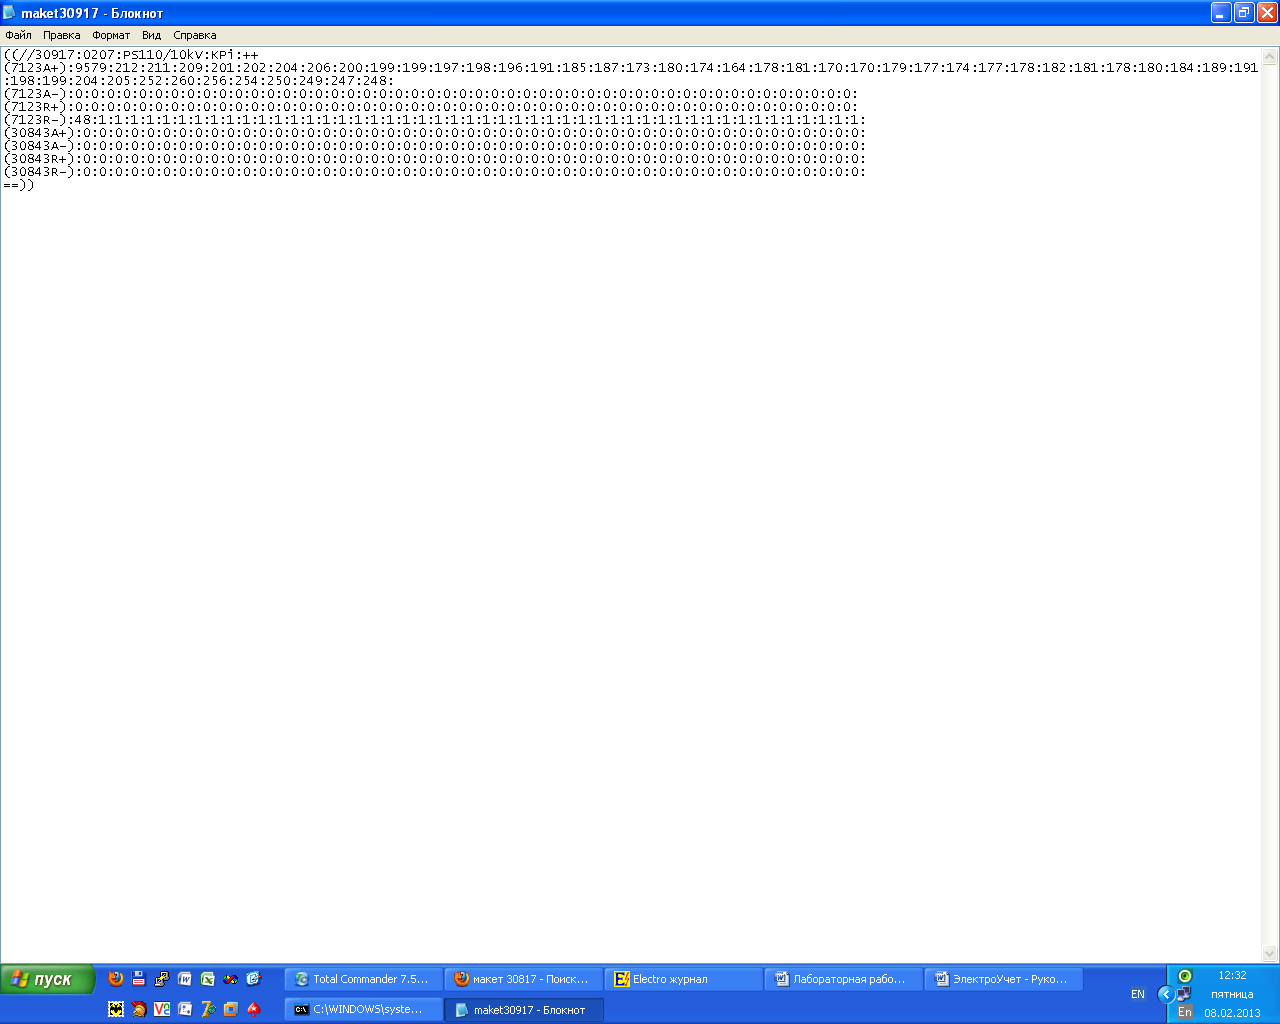 maket30917 - Блокнот
Файл Правка Формат Вид Справка
((//30917:0207:PS110/10kV:KPi:++
(7123A+):9579:212:211:209:201:202:204:206:200:199:199:197:198:196:191:185:187:173:180:174:164:178:181:170:170:179:177:174:177:178:182:181:178:180:184:189:191
:198:199:204:205:252:260:256:254:250:249:247:248:
(7123A-):0:0:0:0:0:0:0:0:0:0:0:0:0:0:0:0:0:0:0:0:0:0:0:0:0:0:0:0:0:0:0:0:0:0:0:0:0:0:0:0:0:0:0:0:0:0:0:0:0:
(7123R+):0:0:0:0:0:0:0:0:0:0:0:0:0:0:0:0:0:0:0:0:0:0:0:0:0:0:0:0:0:0:0:0:0:0:0:0:0:0:0:0:0:0:0:0:0:0:0:0:0:
(7123R-):48:1:1:1:1:1:1:1:1:1:1:1:1:1:1:1:1:1:1:1:1:1:1:1:1:1:1:1:1:1:1:1:1:1:1:1:1:1:1:1:1:1:1:1:1:1:1:1:1:
(30843A+):0:0:0:0:0:0:0:0:0:0:0:0:0:0:0:0:0:0:0:0:0:0:0:0:0:0:0:0:0:0:0:0:0:0:0:0:0:0:0:0:0:0:0:0:0:0:0:0:0:
(30843A-):0:0:0:0:0:0:0:0:0:0:0:0:0:0:0:0:0:0:0:0:0:0:0:0:0:0:0:0:0:0:0:0:0:0:0:0:0:0:0:0:0:0:0:0:0:0:0:0:0:
(30843R+):0:0:0:0:0:0:0:0:0:0:0:0:0:0:0:0:0:0:0:0:0:0:0:0:0:0:0:0:0:0:0:0:0:0:0:0:0:0:0:0:0:0:0:0:0:0:0:0:0:
(30843R-):0:0:0:0:0:0:0:0:0:0:0:0:0:0:0:0:0:0:0:0:0:0:0:0:0:0:0:0:0:0:0:0:0:0:0:0:0:0:0:0:0:0:0:0:0:0:0:0:0:
==))
пуск
Total Commander 7.5... макет 30817 - Поиск... Electro журнал Лабораторная рабо... ЭлектроУчет - Руко...
C:\WINDOWS\syste... maket30917 - Блокнот
EN
En
12:32
пятница
08.02.2013